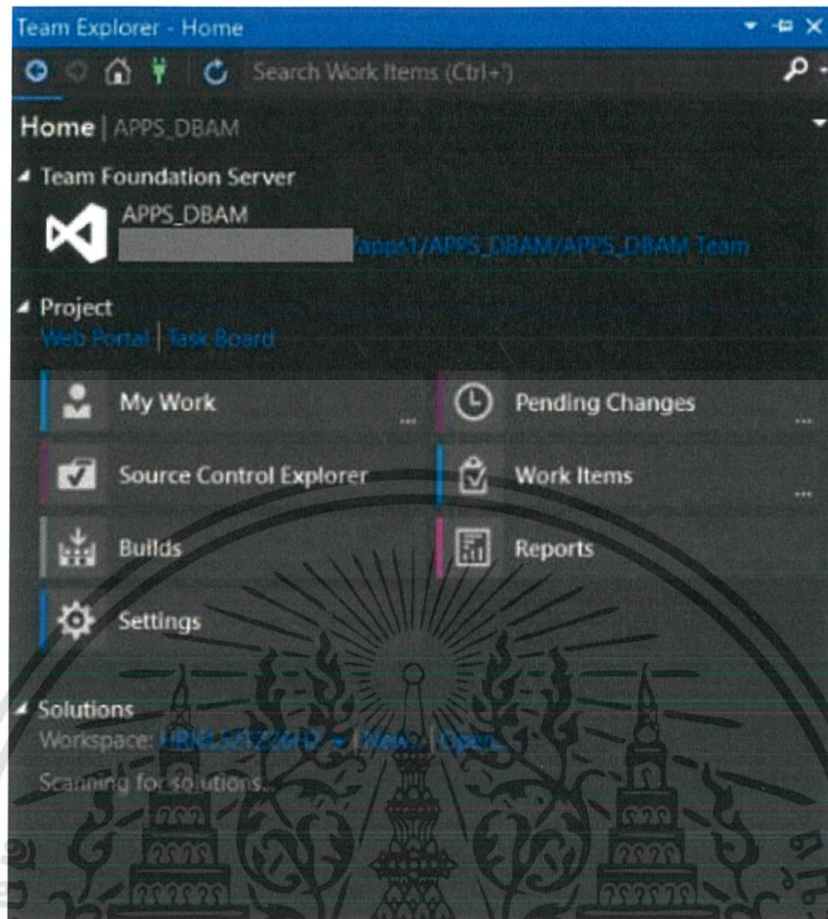 Team Explorer - Home
Search Work Items (Ctrl+')
Home | APPS_DBAM
Team Foundation Server
APPS_DBAM
/apps1/APPS_DBAM/APPS_DBAM Team
Project
Web Portal | Task Board
My Work ...
Pending Changes ...
Source Control Explorer
Work Items ...
Builds
Reports
Settings
Solutions
Workspace: | New... | Open...
Scanning for solutions...